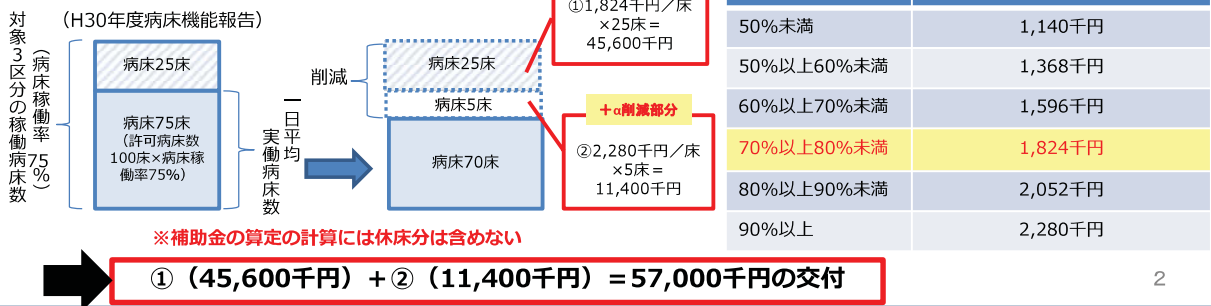 （H30年度病床機能報告）
対象３区分の稼働病床数
（病床稼働率 75％）
病床25床
病床75床
（許可病床数
100床×病床稼
働率75%）
一日平均
実働病床数
削減
病床25床
病床5床
病床70床
①1,824千円／床
×25床＝
45,600千円
＋α削減部分
②2,280千円／床
×5床＝
11,400千円
50%未満 1,140千円
50%以上60%未満 1,368千円
60%以上70%未満 1,596千円
70%以上80%未満 1,824千円
80%以上90%未満 2,052千円
90%以上 2,280千円
※補助金の算定の計算には休床分は含めない
①（45,600千円）＋②（11,400千円）＝57,000千円の交付
2